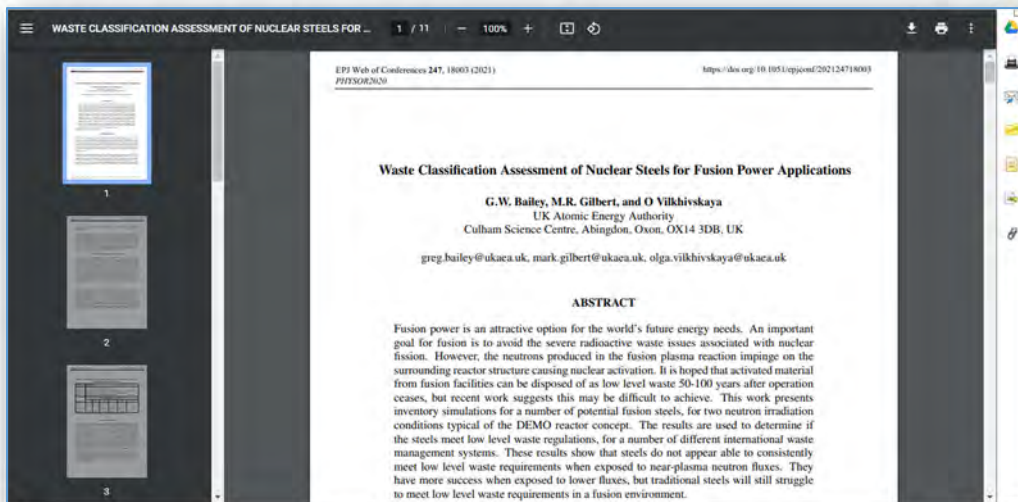 WASTE CLASSIFICATION ASSESSMENT OF NUCLEAR STEELS FOR ...
1 / 11
100%
EPJ Web of Conferences 247, 18003 (2021)
PHYSOR2020
https://doi.org/10.1051/epjconf/202124718003
Waste Classification Assessment of Nuclear Steels for Fusion Power Applications
G.W. Bailey, M.R. Gilbert, and O Vilkhivskaya
UK Atomic Energy Authority
Culham Science Centre, Abingdon, Oxon, OX14 3DB, UK
greg.bailey@ukaea.uk, mark.gilbert@ukaea.uk, olga.vilkhivskaya@ukaea.uk
ABSTRACT
Fusion power is an attractive option for the world's future energy needs. An important
goal for fusion is to avoid the severe radioactive waste issues associated with nuclear
fission. However, the neutrons produced in the fusion plasma reaction impinge on the
surrounding reactor structure causing nuclear activation. It is hoped that activated material
from fusion facilities can be disposed of as low level waste 50-100 years after operation
ceases, but recent work suggests this may be difficult to achieve. This work presents
inventory simulations for a number of potential fusion steels, for two neutron irradiation
conditions typical of the DEMO reactor concept. The results are used to determine if
the steels meet low level waste regulations, for a number of different international waste
management systems. These results show that steels do not appear able to consistently
meet low level waste requirements when exposed to near-plasma neutron fluxes. They
have more success when exposed to lower fluxes, but traditional steels will still struggle
to meet low level waste requirements in a fusion environment.
1
2
3